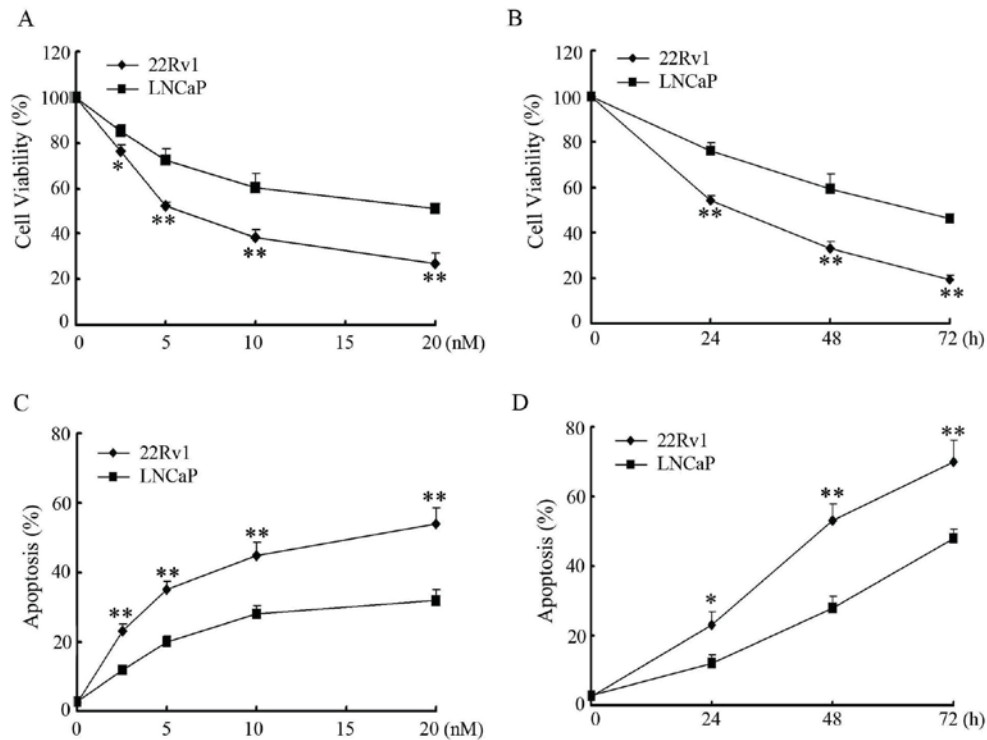 A
120
100
80
60
40
20
0
Cell Viability (%)
22Rv1
LNCaP
*
**
**
**
0 5 10 15 20 (nM)
B
120
100
80
60
40
20
0
Cell Viability (%)
22Rv1
LNCaP
**
**
**
0 24 48 72 (h)
C
80
60
40
20
0
Apoptosis (%)
22Rv1
LNCaP
**
**
**
**
0 5 10 15 20 (nM)
D
80
60
40
20
0
Apoptosis (%)
22Rv1
LNCaP
*
**
**
0 24 48 72 (h)